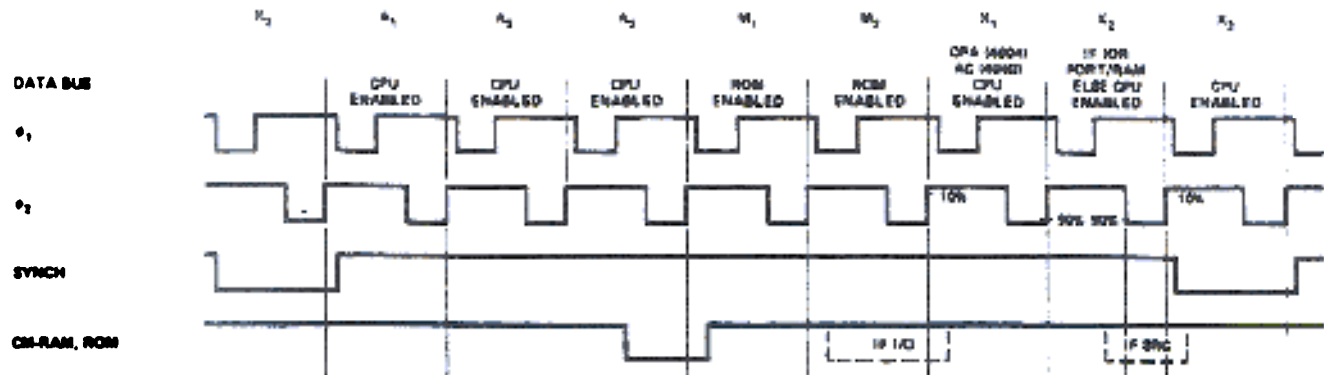 X₃ A₁ A₂ A₃ M₁ M₂ X₁ X₂ X₃
DATA BUS
CPU ENABLED
CPU ENABLED
CPU ENABLED
ROM ENABLED
ROM ENABLED
OPA (4004)
AC (4040)
CPU ENABLED
IF IOR
PORT/RAM
ELSE CPU
ENABLED
CPU ENABLED
φ₁
φ₂
10%
90% 90%
10%
SYNCH
CM-RAM, ROM
IF I/O
IF SRC